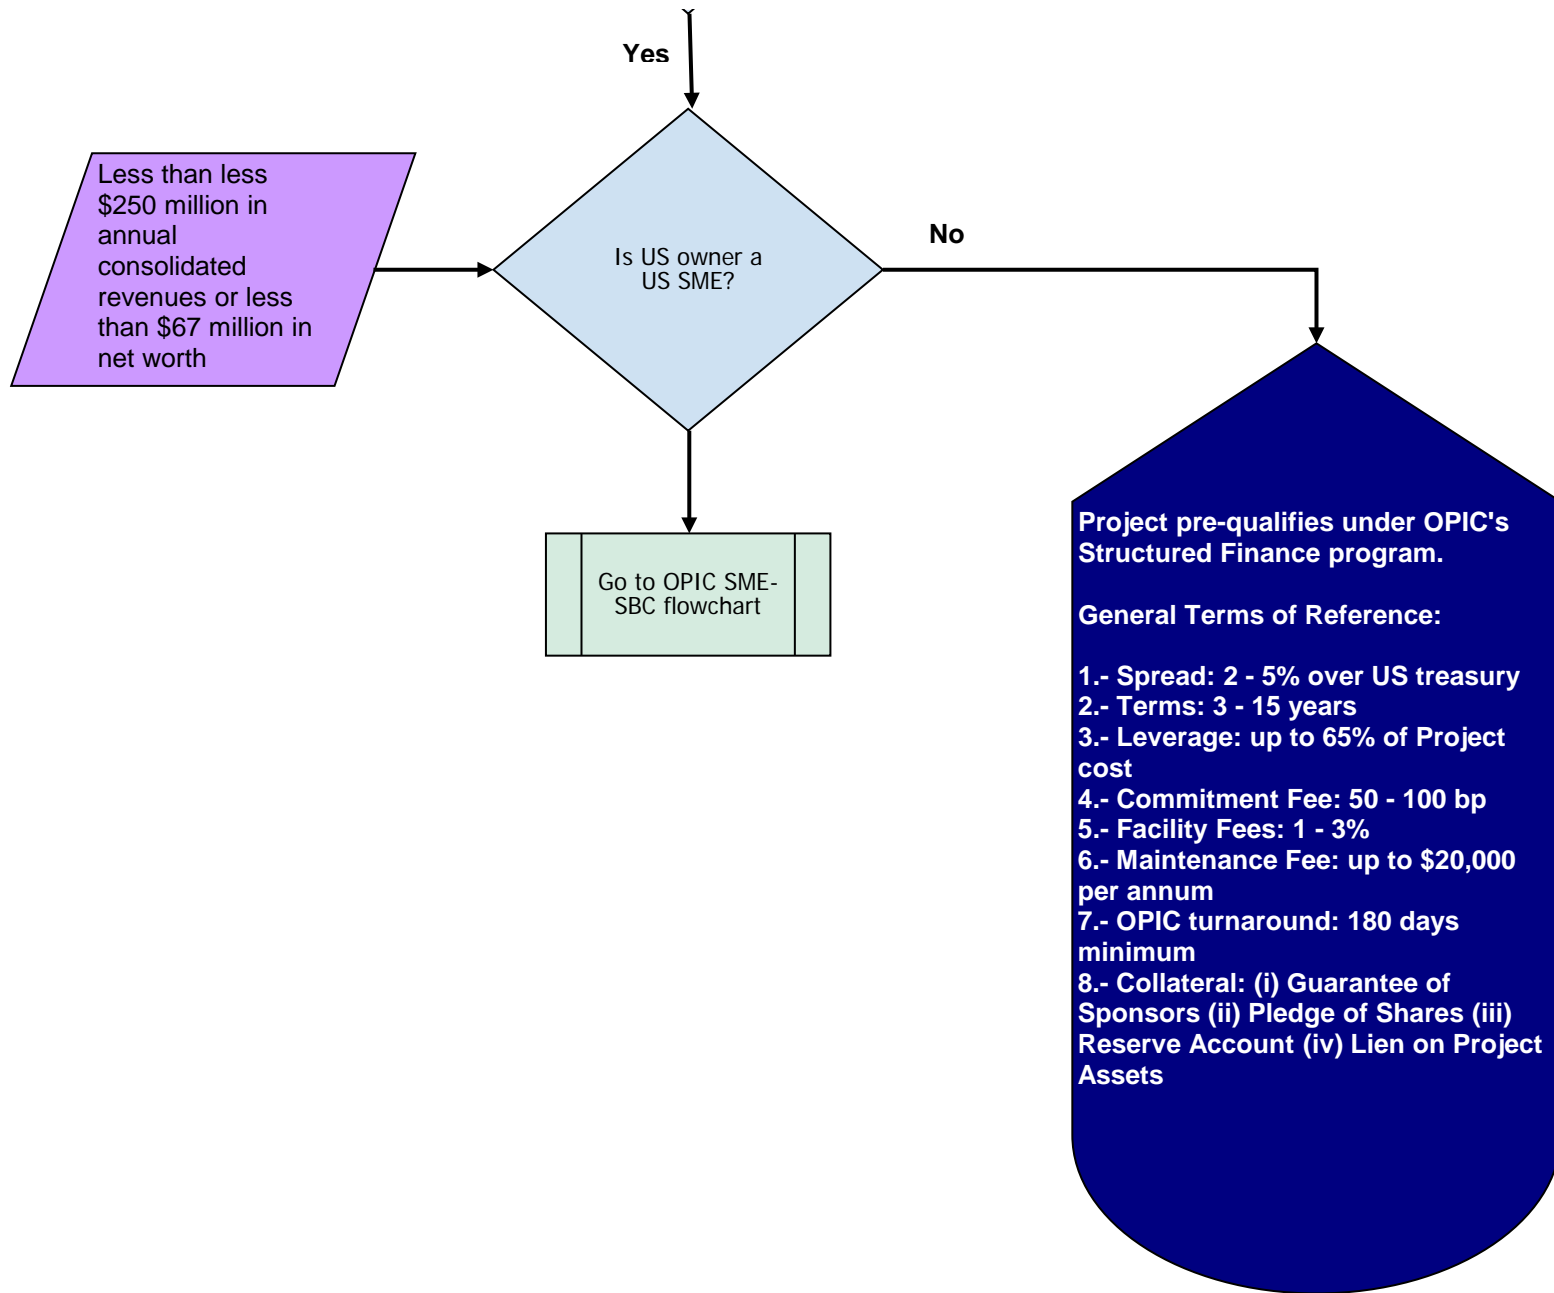 Yes
Less than less
$250 million in
annual
consolidated
revenues or less
than $67 million in
net worth
Is US owner a
US SME?
No
Go to OPIC SME-
SBC flowchart
Project pre-qualifies under OPIC's
Structured Finance program.
General Terms of Reference:
1.- Spread: 2 - 5% over US treasury
2.- Terms: 3 - 15 years
3.- Leverage: up to 65% of Project
cost
4.- Commitment Fee: 50 - 100 bp
5.- Facility Fees: 1 - 3%
6.- Maintenance Fee: up to $20,000
per annum
7.- OPIC turnaround: 180 days
minimum
8.- Collateral: (i) Guarantee of
Sponsors (ii) Pledge of Shares (iii)
Reserve Account (iv) Lien on Project
Assets